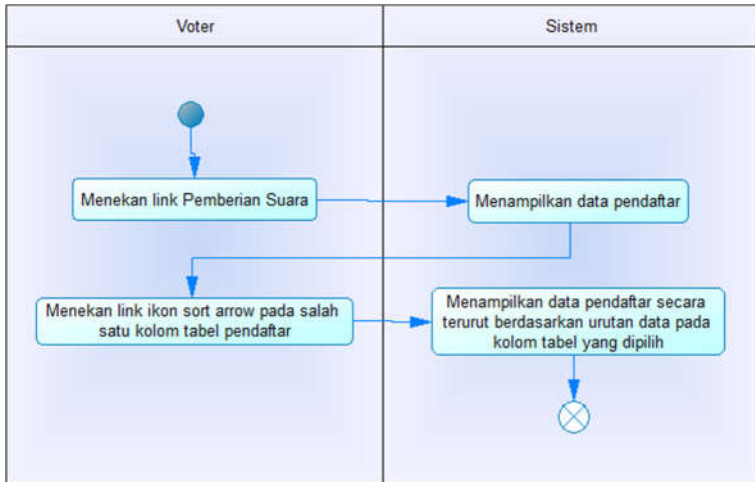 Voter
Sistem
Menekan link Pemberian Suara
Menampilkan data pendaftar
Menekan link ikon sort arrow pada salah
satu kolom tabel pendaftar
Menampilkan data pendaftar secara
terurut berdasarkan urutan data pada
kolom tabel yang dipilih